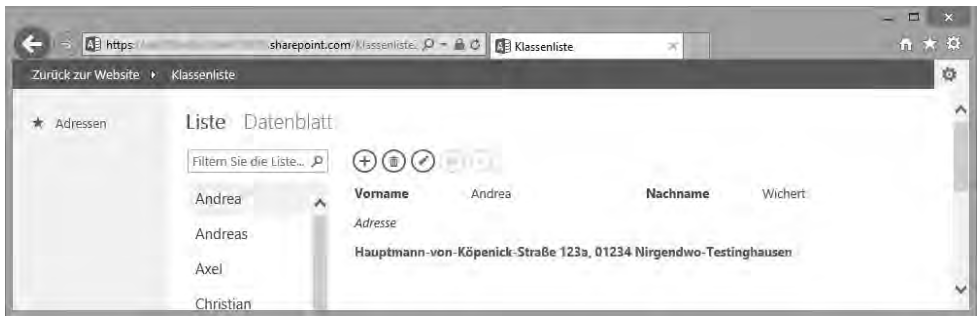 https:// sharepoint.com/Klassenliste. Klassenliste
Zurück zur Website Klassenliste
Adressen
Liste Datenblatt
Filtern Sie die Liste...
Andrea
Andreas
Axel
Christian
Vorname Andrea Nachname Wichert
Adresse
Hauptmann-von-Köpenick-Straße 123a, 01234 Nirgendwo-Testinghausen